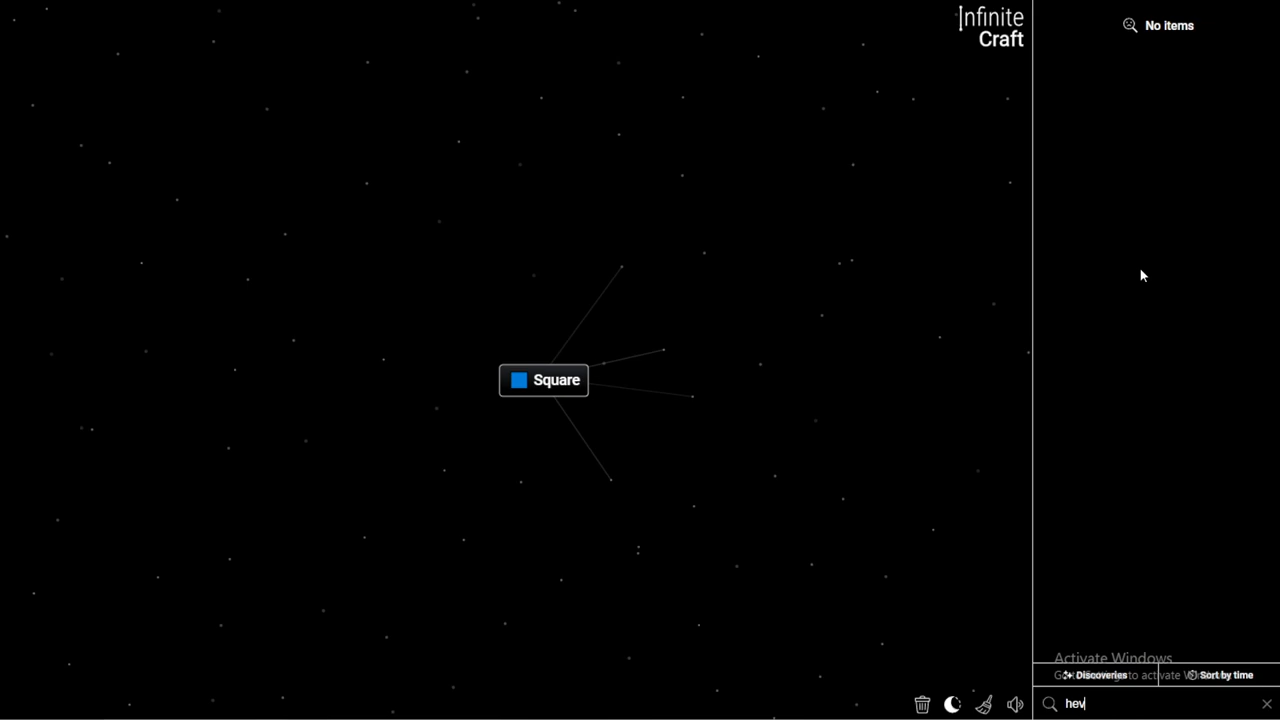 Infinite
Craft
No items
Square
Activate Windows
Discoveries
Sort by time
hev